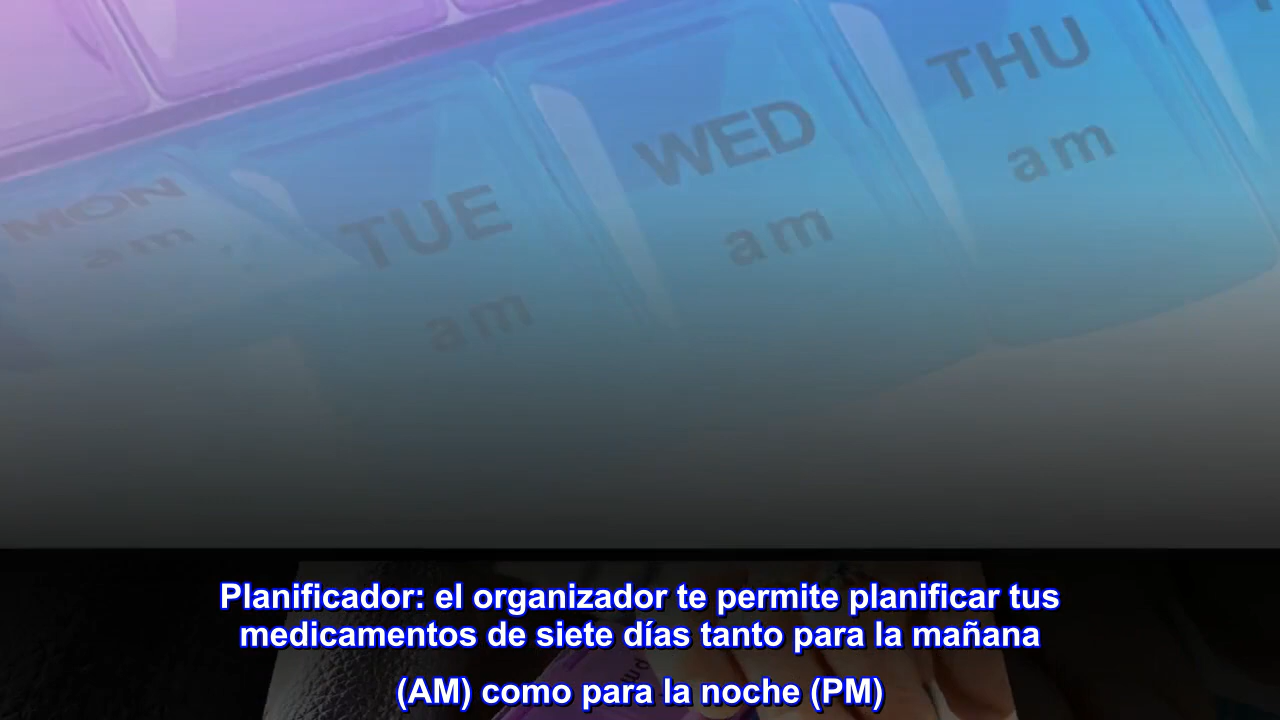 THU
WED
am
MON
TUE
am
am
am
Planificador: el organizador te permite planificar tus
medicamentos de siete días tanto para la mañana
(AM) como para la noche (PM)
pm